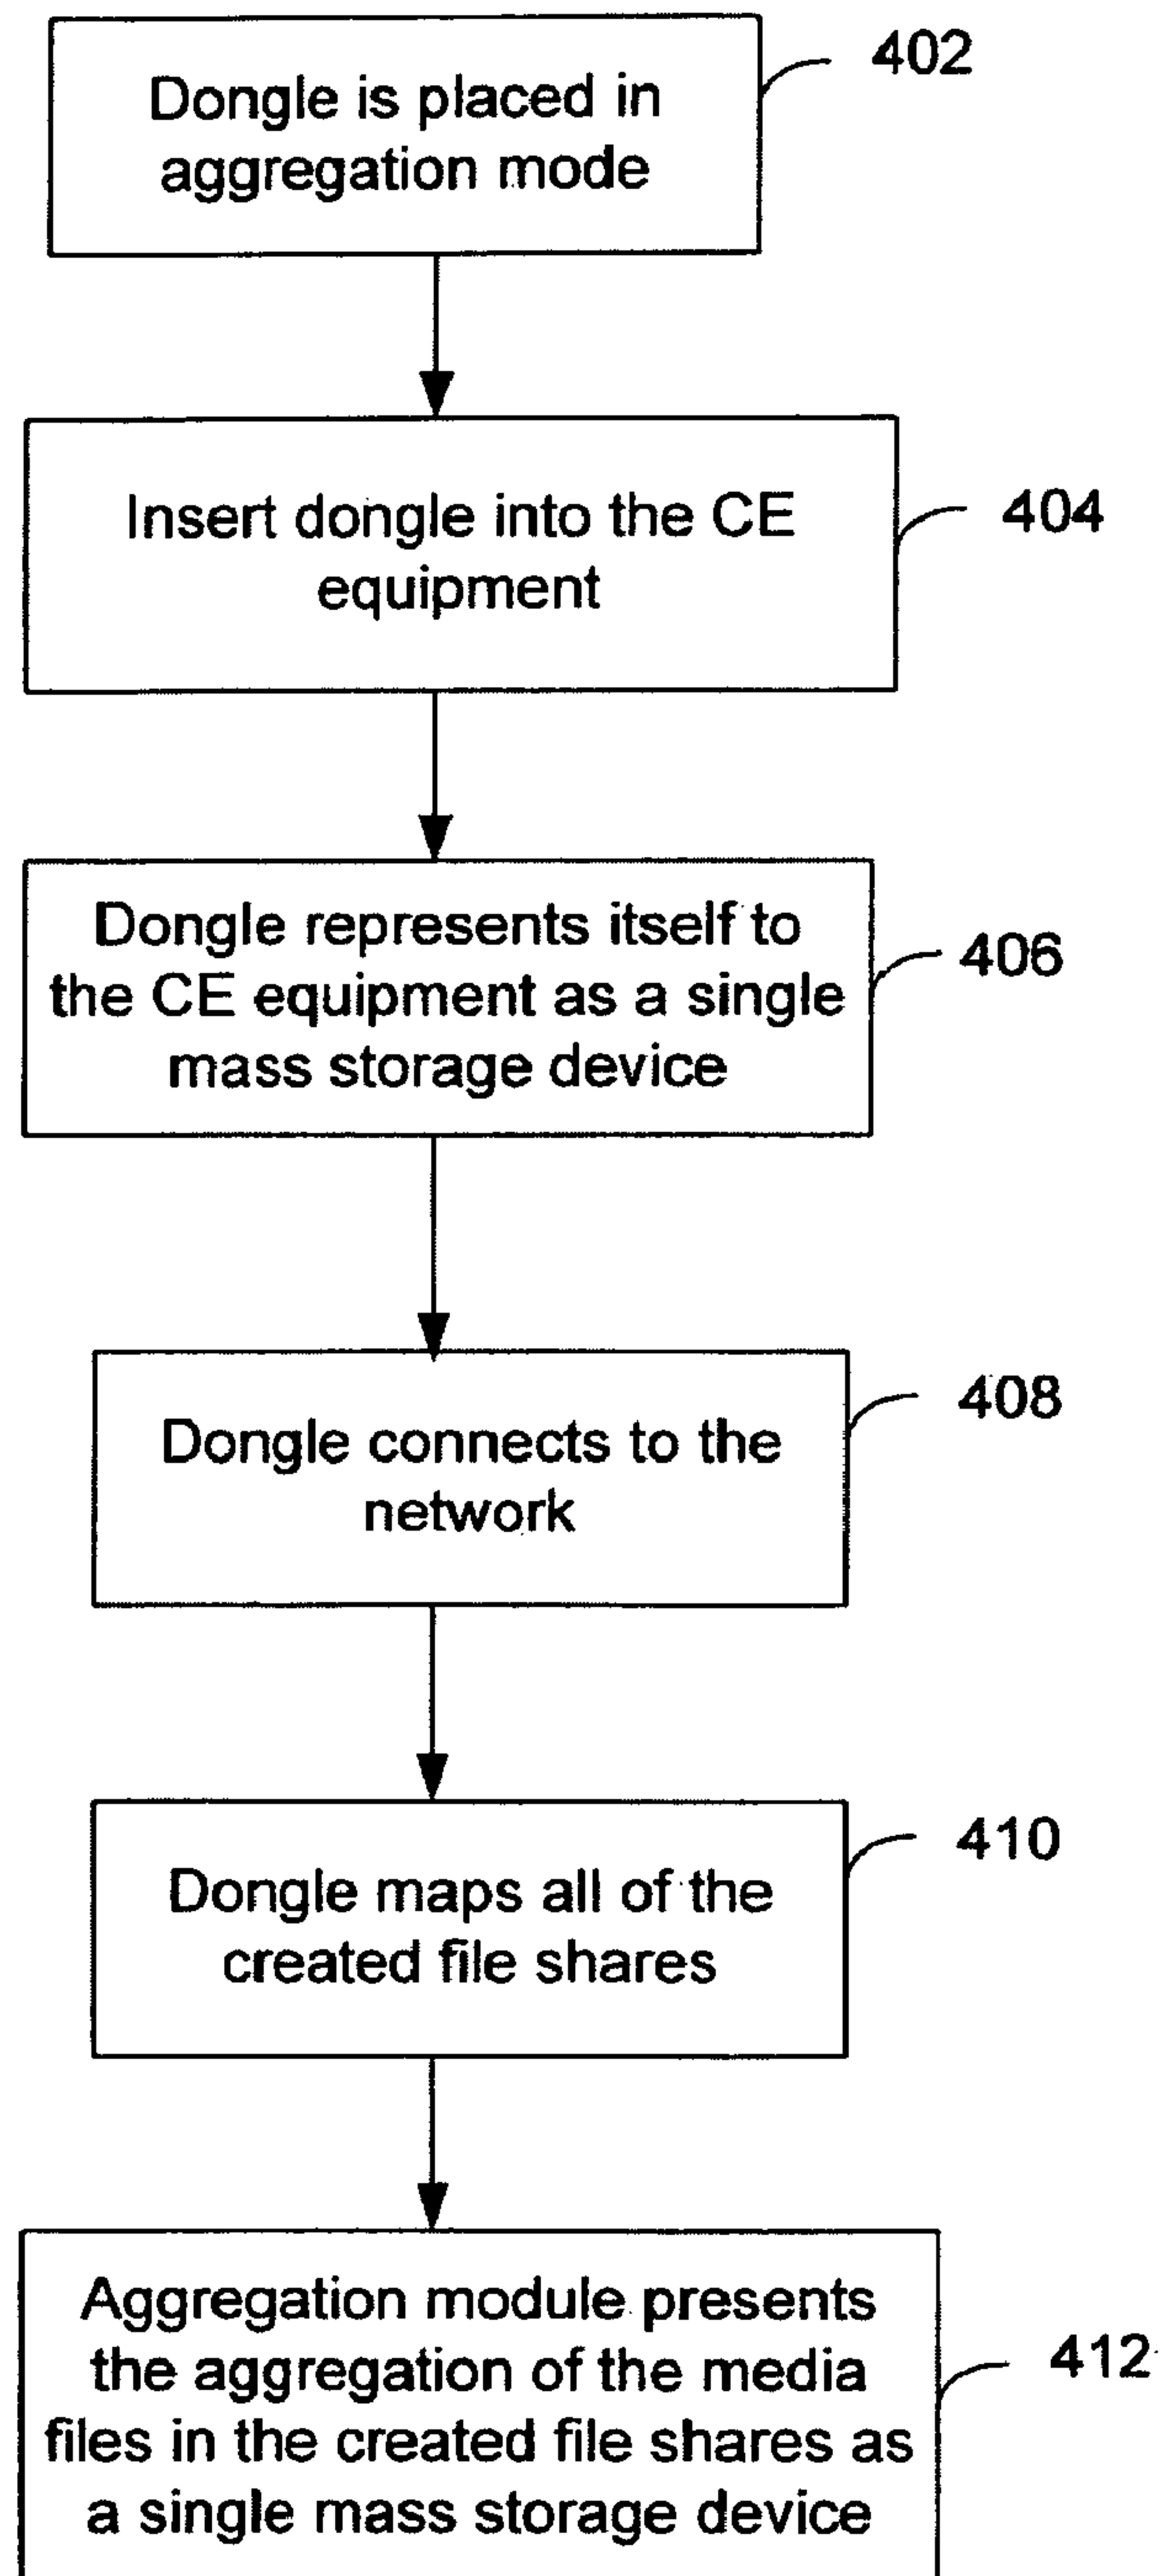 402
Dongle is placed in
aggregation mode
Insert dongle into the CE
equipment
404
Dongle represents itself to
the CE equipment as a single
mass storage device
406
Dongle connects to the
network
408
Dongle maps all of the
created file shares
410
Aggregation module presents
the aggregation of the media
files in the created file shares as
a single mass storage device
412